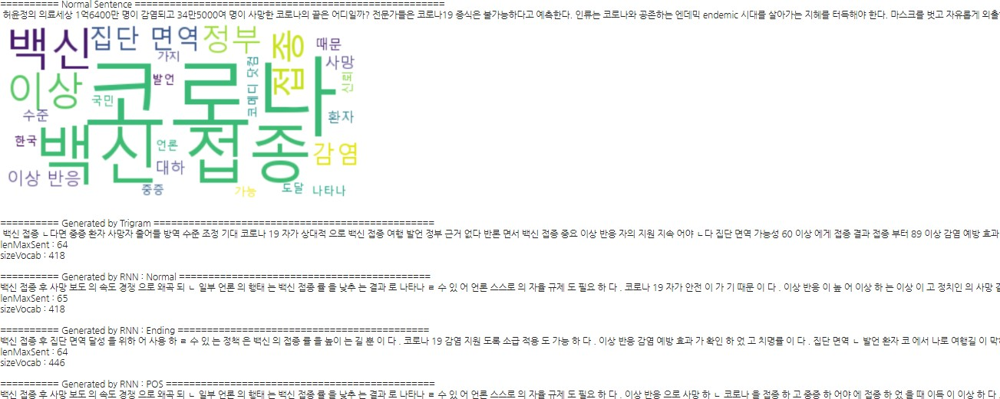 ========== Normal Sentence =====================================================
허윤정의 의료세상 1억6400만 명이 감염되고 34만5000여 명이 사망한 코로나의 끝은 어디일까? 전문가들은 코로나19 종식은 불가능하다고 예측한다. 인류는 코로나와 공존하는 엔데믹 endemic 시대를 살아가는 지혜를 터득해야 한다. 마스크를 벗고 자유롭게 외출
백신 집단 면역 정부 접종 때문
가지 사망
이상 발언 코메디 닷컴 신뢰
코로나
국민
수준 환자
한국 백신 접종 언론 감염
이상 반응 대하
중증 가능 도달 나타나
========== Generated by Trigram ================================================
백신 접종 ㄴ다면 중증 환자 사망자 줄어들 방역 수준 조정 기대 코로나 19 자가 상대적 으로 백신 접종 여행 발언 정부 근거 없다 반론 면서 백신 접종 중요 이상 반응 자의 지원 지속 어야 ㄴ다 집단 면역 가능성 60 이상 에게 접종 결과 접종 부터 89 이상 감염 예방 효과
lenMaxSent : 64
sizeVocab : 418
========== Generated by RNN : Normal ===========================================
백신 접종 후 사망 보도 의 속도 경쟁 으로 왜곡 되 ㄴ 일부 언론 의 행태 는 백신 접종 률 을 낮추 는 결과 로 나타나 ㄹ 수 있 어 언론 스스로 의 자율 규제 도 필요 하 다 . 코로나 19 자가 안전 이 가 기 때문 이 다 . 이상 반응 이 높 어 이상 하 는 이상 이 고 정치인 의 사망
lenMaxSent : 65
sizeVocab : 418
========== Generated by RNN : Ending ===========================================
백신 접종 후 집단 면역 달성 을 위하 어 사용 하 ㄹ 수 있 는 정책 은 백신 의 접종 률 을 높이 는 길 뿐 이 다 . 코로나 19 감염 지원 도록 소급 적용 도 가능 하 다 . 이상 반응 감염 예방 효과 가 확인 하 었 고 치명률 이 다 . 집단 면역 ㄴ 발언 환자 코 에서 나로 여행길 이 막
lenMaxSent : 64
sizeVocab : 446
========== Generated by RNN : POS ==============================================
백신 접종 후 사망 보도 의 속도 경쟁 으로 왜곡 되 ㄴ 일부 언론 의 행태 는 백신 접종 률 을 낮추 는 결과 로 나타나 ㄹ 수 있 어 언론 스스로 의 자율 규제 도 필요 하 다 . 이상 반응 으로 사망 하 ㄴ 코로나 을 접종 하 고 중증 하 어야 에 접종 하 었 을 때 이득 이 이상 하 다